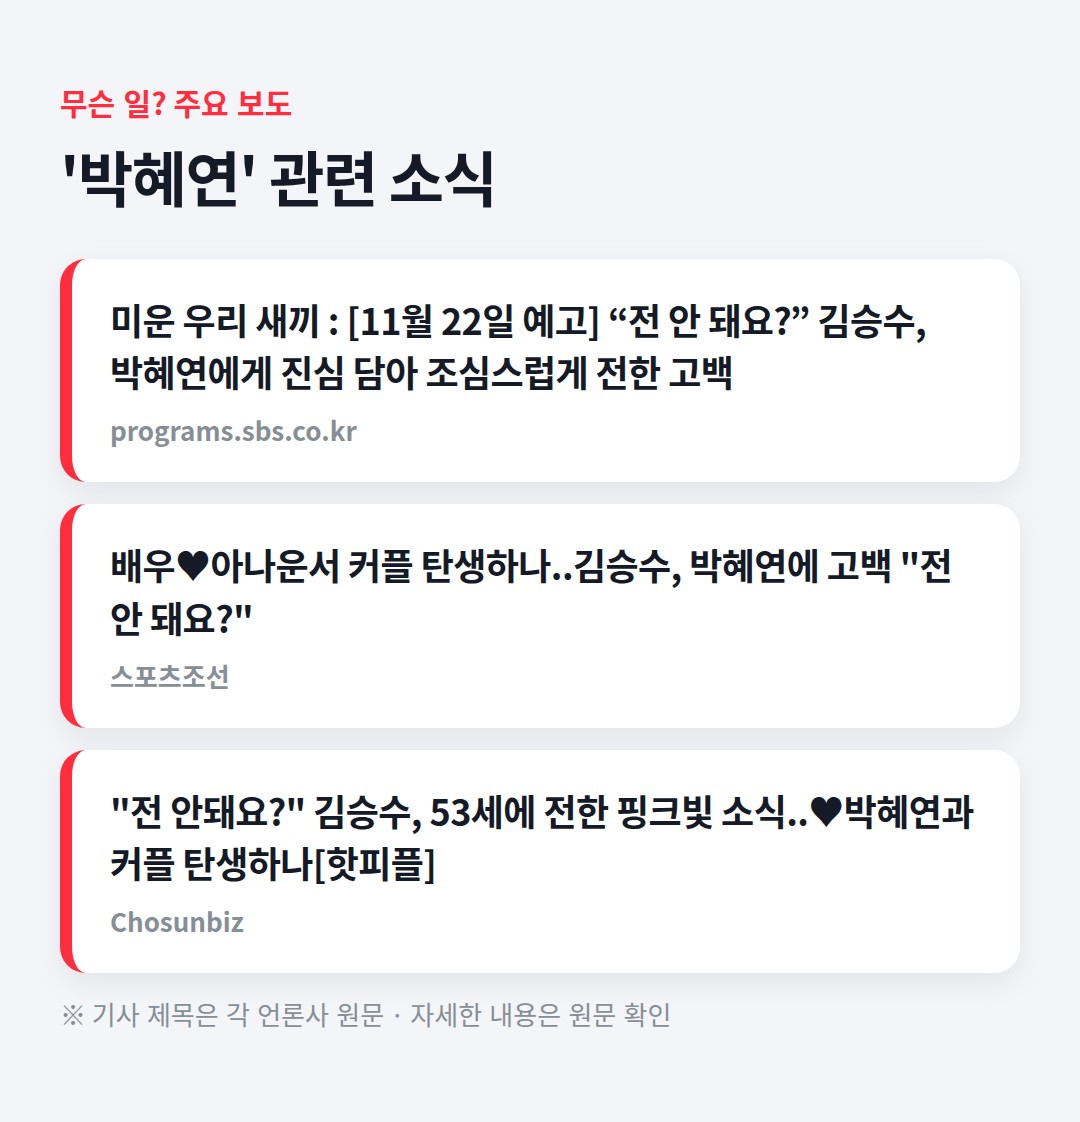 무슨 일? 주요 보도
'박혜연' 관련 소식
미운 우리 새끼 : [11월 22일 예고] “전 안 돼요?” 김승수,
박혜연에게 진심 담아 조심스럽게 전한 고백
programs.sbs.co.kr
배우♥아나운서 커플 탄생하나..김승수, 박혜연에 고백 "전
안 돼요?"
스포츠조선
"전 안돼요?" 김승수, 53세에 전한 핑크빛 소식..♥박혜연과
커플 탄생하나[핫피플]
Chosunbiz
※ 기사 제목은 각 언론사 원문 · 자세한 내용은 원문 확인